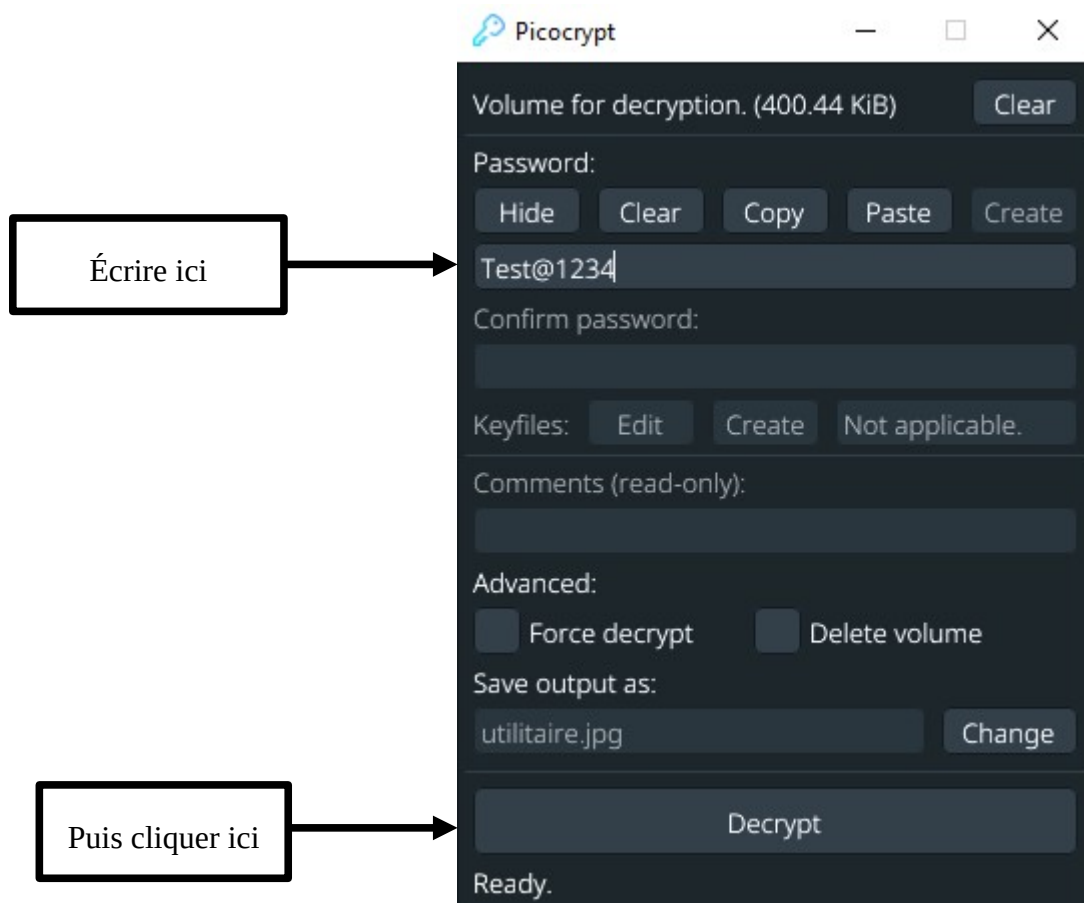 Picocrypt
Volume for decryption. (400.44 KiB) Clear
Password:
Hide Clear Copy Paste Create
Écrire ici
Test@1234
Confirm password:
Keyfiles: Edit Create Not applicable.
Comments (read-only):
Advanced:
Force decrypt Delete volume
Save output as:
utilitaire.jpg Change
Puis cliquer ici
Decrypt
Ready.